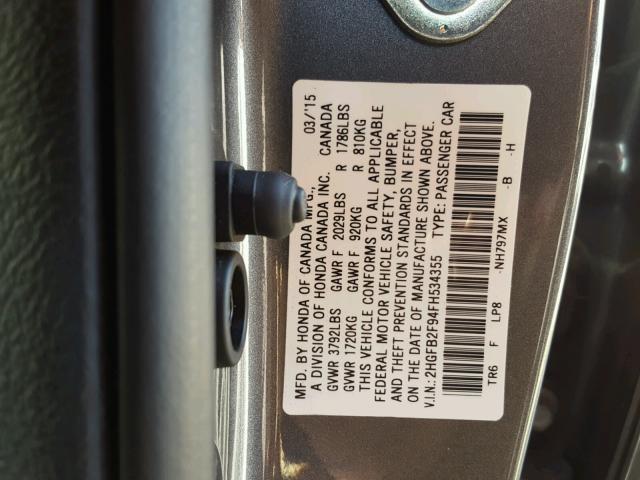 MFD. BY HONDA OF CANADA MFG., 03/'15
A DIVISION OF HONDA CANADA INC. CANADA
GVWR 3792LBS GAWR F 2029LBS R 1786LBS
GVWR 1720KG GAWR F 920KG R 810KG
THIS VEHICLE CONFORMS TO ALL APPLICABLE
FEDERAL MOTOR VEHICLE SAFETY, BUMPER,
AND THEFT PREVENTION STANDARDS IN EFFECT
ON THE DATE OF MANUFACTURE SHOWN ABOVE.
V.I.N.: 2HGFB2F94FH534355 TYPE: PASSENGER CAR
TR6 F LP8 -NH797MX -B -H